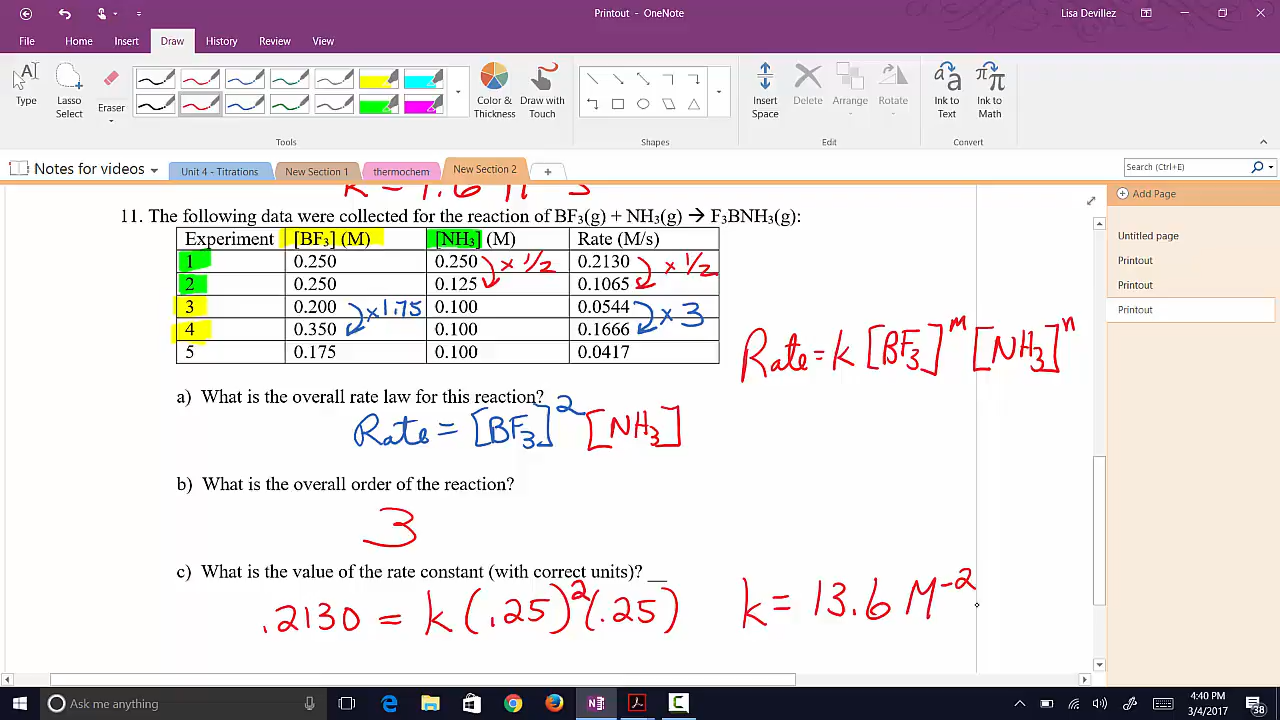 Printout - OneNote
Lisa Devillez
File Home Insert Draw History Review View
Type
Lasso Select
Eraser
Color & Thickness
Draw with Touch
Insert Space
Delete
Arrange
Rotate
Ink to Text
Ink to Math
Tools
Shapes
Edit
Convert
Notes for videos
Unit 4 - Titrations
New Section 1
thermochem
New Section 2
Search (Ctrl+E)
Add Page
Untitled page
Printout
Printout
Printout
11. The following data were collected for the reaction of BF₃(g) + NH₃(g) → F₃BNH₃(g):
Experiment [BF₃] (M) [NH₃] (M) Rate (M/s)
1 0.250 0.250 × 1/2 0.2130 × 1/2
2 0.250 0.125 0.1065
3 0.200 ×1.75 0.100 0.0544 × 3
4 0.350 0.100 0.1666
5 0.175 0.100 0.0417
Rate = k [BF₃]ᵐ [NH₃]ⁿ
a) What is the overall rate law for this reaction?
Rate = [BF₃]² [NH₃]
b) What is the overall order of the reaction?
3
c) What is the value of the rate constant (with correct units)? __
.2130 = k (.25)² (.25) k = 13.6 M⁻²
Ask me anything
4:40 PM
3/4/2017
38